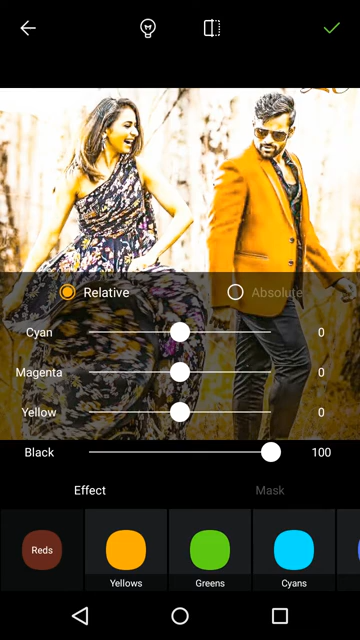 Relative
Absolute
Cyan 0
Magenta 0
Yellow 0
Black 100
Effect
Mask
Reds
Yellows
Greens
Cyans